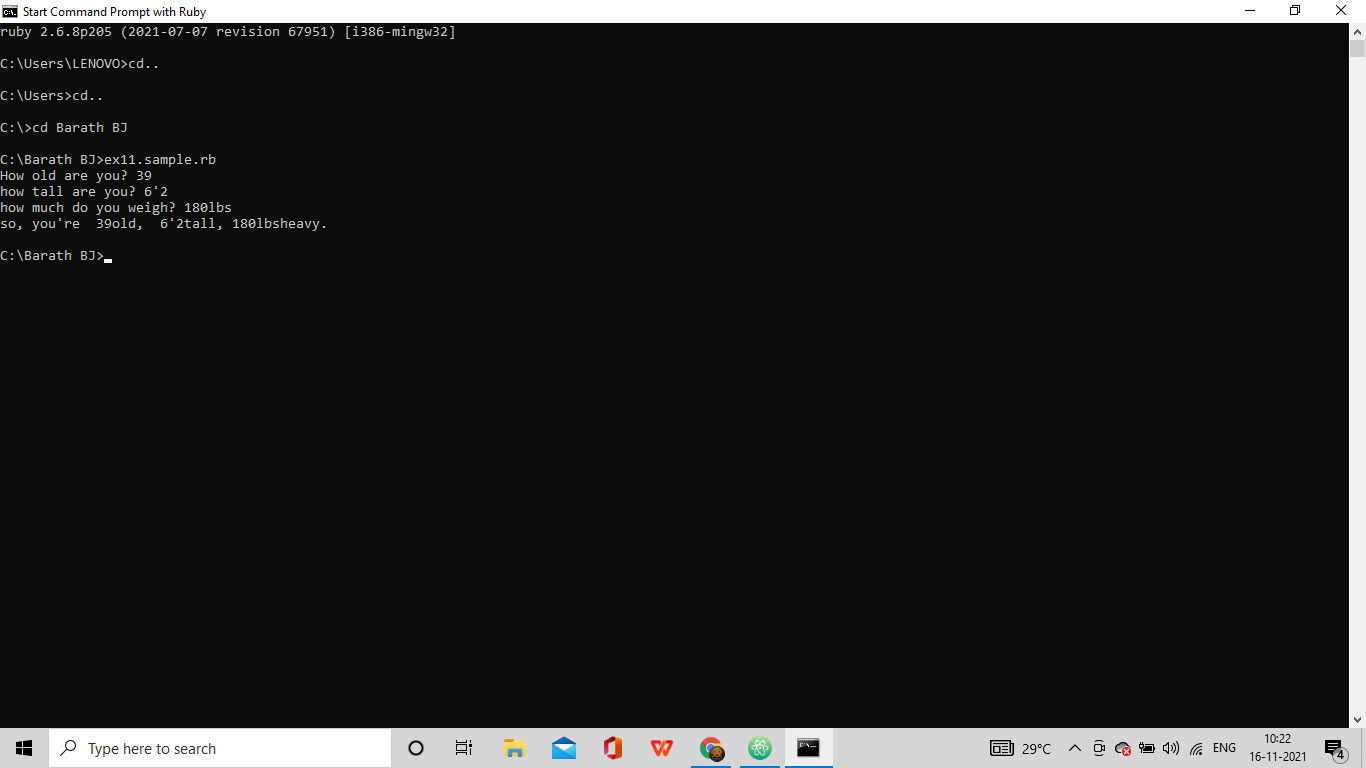 Start Command Prompt with Ruby
ruby 2.6.8p205 (2021-07-07 revision 67951) [i386-mingw32]
C:\Users\LENOVO>cd..
C:\Users>cd..
C:\>cd Barath BJ
C:\Barath BJ>ex11.sample.rb
How old are you? 39
how tall are you? 6'2
how much do you weigh? 180lbs
so, you're  39old,  6'2tall, 180lbsheavy.
C:\Barath BJ>
Type here to search
29°C
ENG
10:22
16-11-2021
4